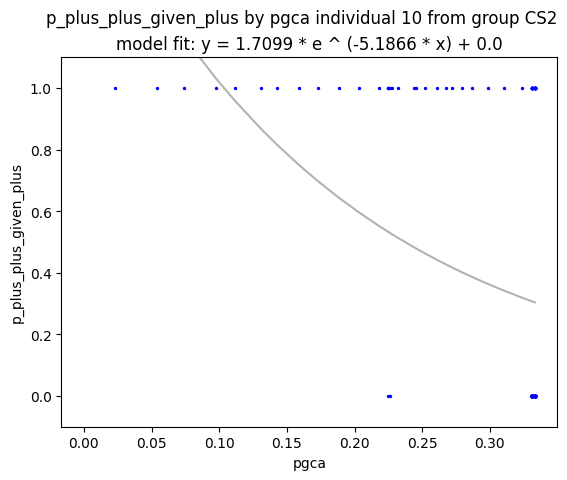 p_plus_plus_given_plus by pgca individual 10 from group CS2
model fit: y = 1.7099 * e ^ (-5.1866 * x) + 0.0
1.0
0.8
0.6
0.4
0.2
0.0
p_plus_plus_given_plus
0.00 0.05 0.10 0.15 0.20 0.25 0.30
pgca